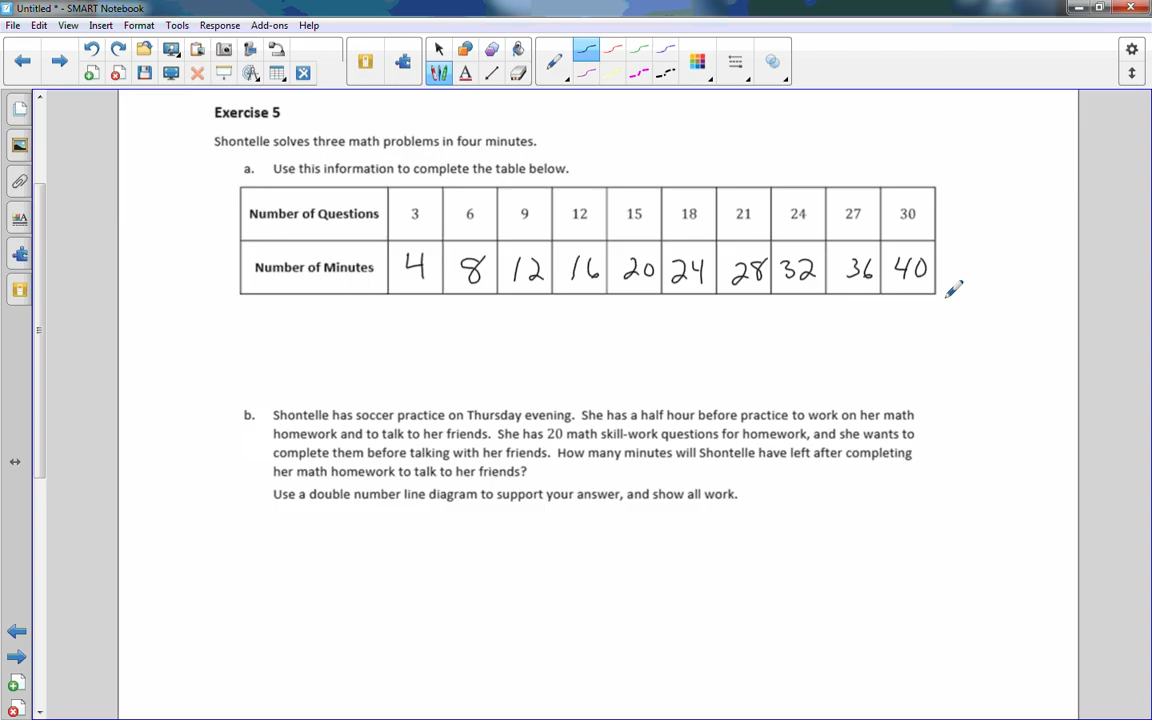 Untitled * - SMART Notebook
File Edit View Insert Format Tools Response Add-ons Help
Exercise 5
Shontelle solves three math problems in four minutes.
a. Use this information to complete the table below.
Number of Questions 3 6 9 12 15 18 21 24 27 30
Number of Minutes 4 8 12 16 20 24 28 32 36 40
b. Shontelle has soccer practice on Thursday evening. She has a half hour before practice to work on her math
homework and to talk to her friends. She has 20 math skill-work questions for homework, and she wants to
complete them before talking with her friends. How many minutes will Shontelle have left after completing
her math homework to talk to her friends?
Use a double number line diagram to support your answer, and show all work.